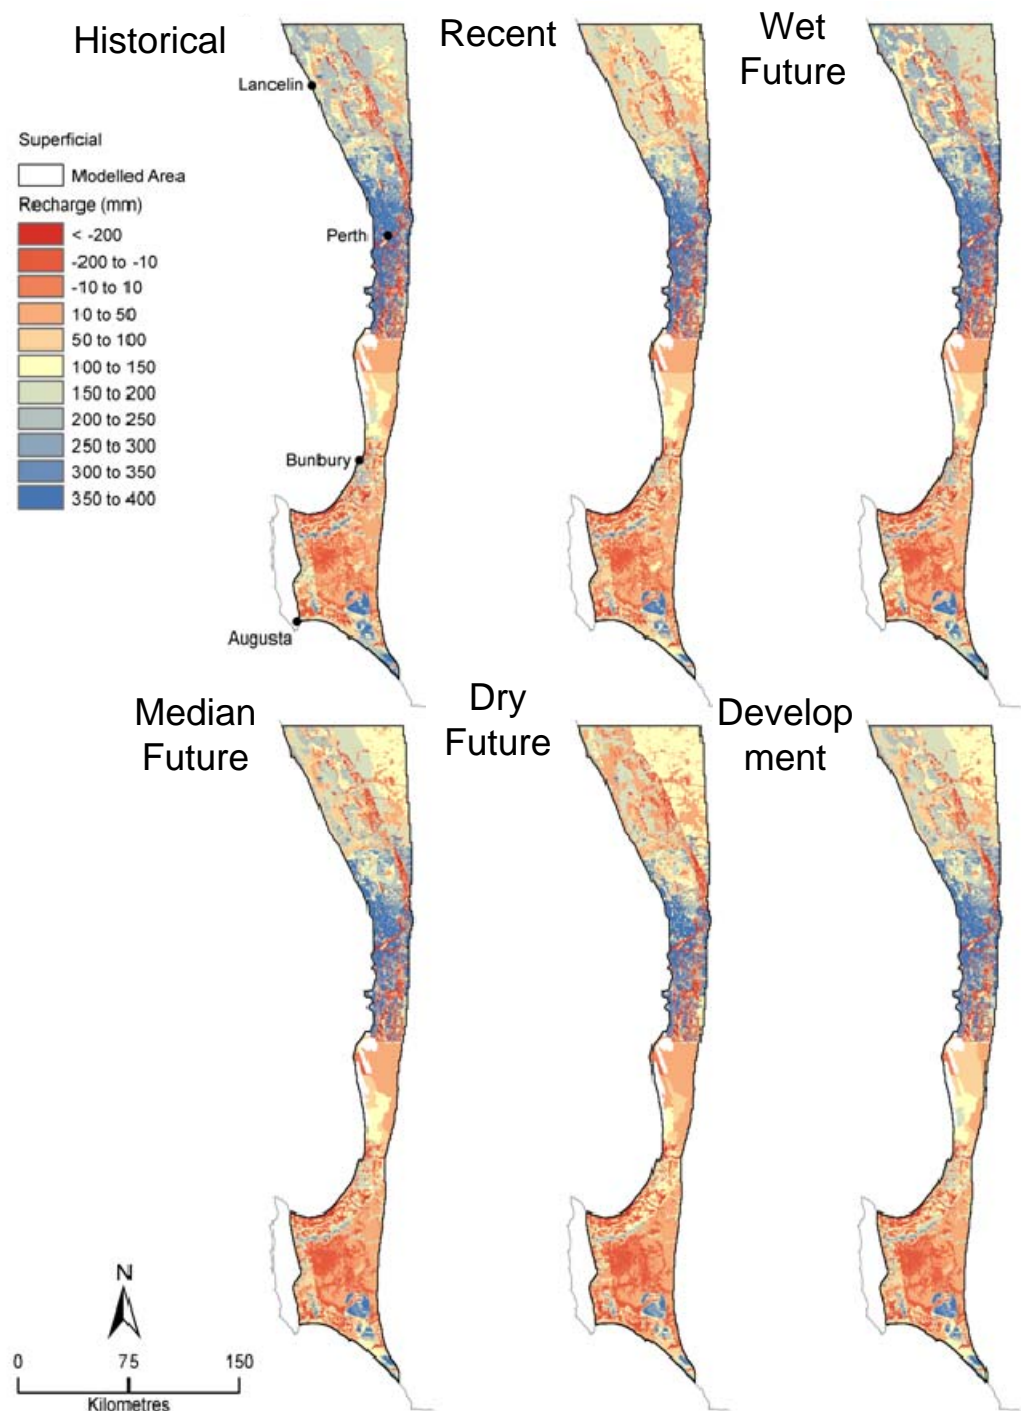 Historical
Recent
Wet
Future
Lancelin
Superficial
Modelled Area
Recharge (mm)
< -200
-200 to -10
-10 to 10
10 to 50
50 to 100
100 to 150
150 to 200
200 to 250
250 to 300
300 to 350
350 to 400
Perth
Bunbury
Augusta
Median
Future
Dry
Future
Develop
ment
N
0 75 150
Kilometres